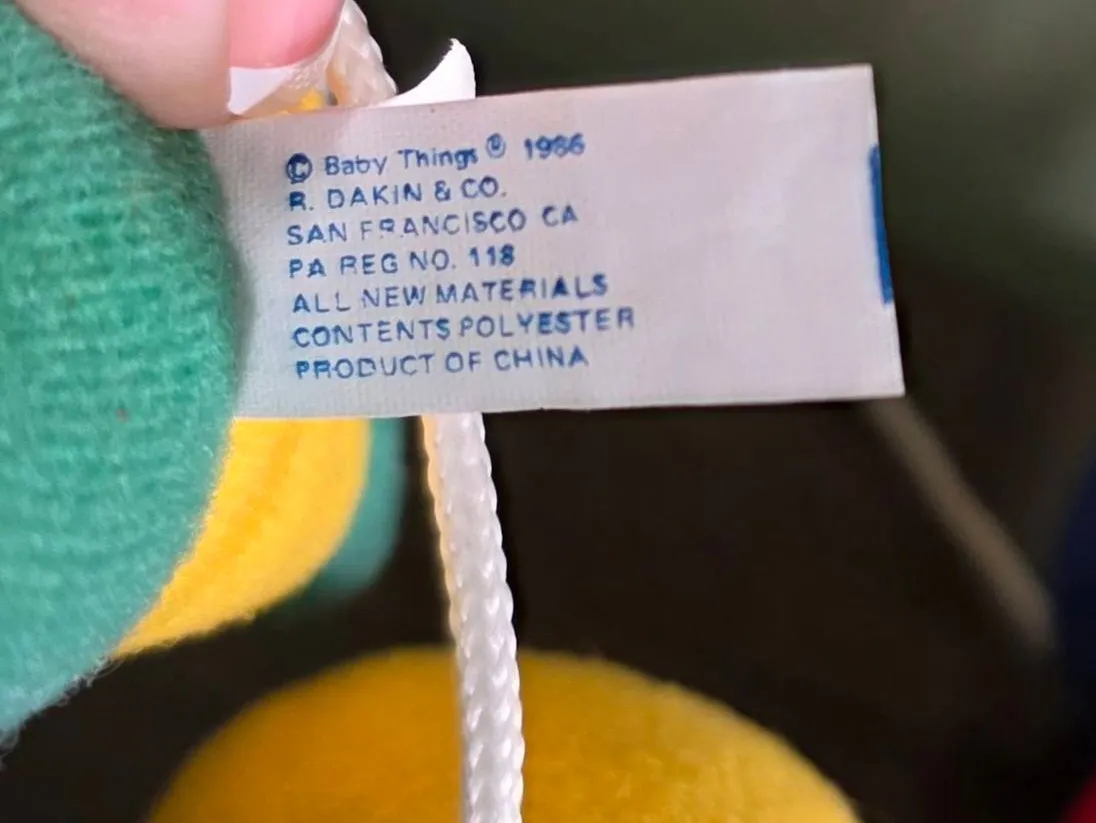 © Baby Things ® 1986
R. DAKIN & CO.
SAN FRANCISCO CA
PA REG NO. 118
ALL NEW MATERIALS
CONTENTS POLYESTER
PRODUCT OF CHINA